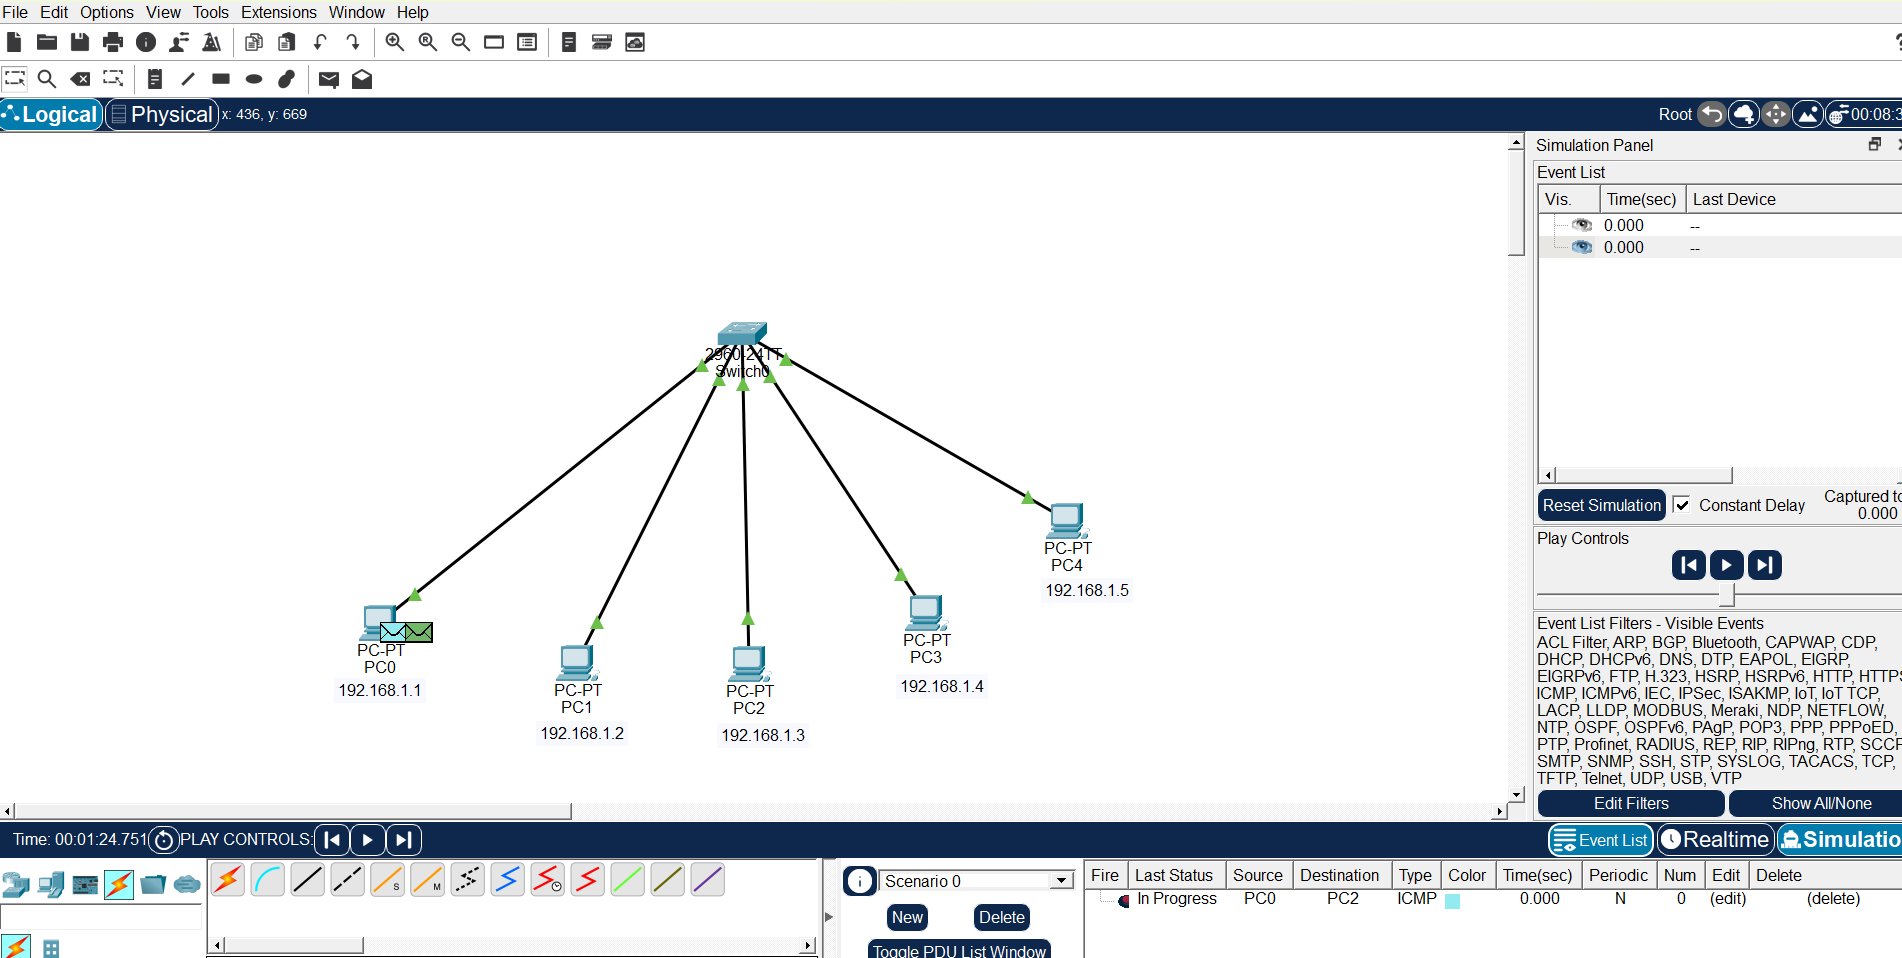 File Edit Options View Tools Extensions Window Help
Logical Physical x: 436, y: 669 Root 00:08:3
Simulation Panel
Event List
Vis. Time(sec) Last Device
0.000 --
0.000 --
2960-24TT
Switch0
PC-PT
PC4
192.168.1.5
PC-PT
PC3
192.168.1.4
PC-PT
PC0
192.168.1.1
PC-PT
PC1
192.168.1.2
PC-PT
PC2
192.168.1.3
Reset Simulation Constant Delay Captured to
0.000
Play Controls
Event List Filters - Visible Events
ACL Filter, ARP, BGP, Bluetooth, CAPWAP, CDP,
DHCP, DHCPv6, DNS, DTP, EAPOL, EIGRP,
EIGRPv6, FTP, H.323, HSRP, HSRPv6, HTTP, HTTPS
ICMP, ICMPv6, IEC, IPSec, ISAKMP, IoT, IoT TCP,
LACP, LLDP, MODBUS, Meraki, NDP, NETFLOW,
NTP, OSPF, OSPFv6, PAgP, POP3, PPP, PPPoED,
PTP, Profinet, RADIUS, REP, RIP, RIPng, RTP, SCCP
SMTP, SNMP, SSH, STP, SYSLOG, TACACS, TCP,
TFTP, Telnet, UDP, USB, VTP
Edit Filters Show All/None
Time: 00:01:24.751 PLAY CONTROLS: Event List Realtime Simulatio
S M
Scenario 0
New Delete
Toggle PDU List Window
Fire Last Status Source Destination Type Color Time(sec) Periodic Num Edit Delete
In Progress PC0 PC2 ICMP 0.000 N 0 (edit) (delete)